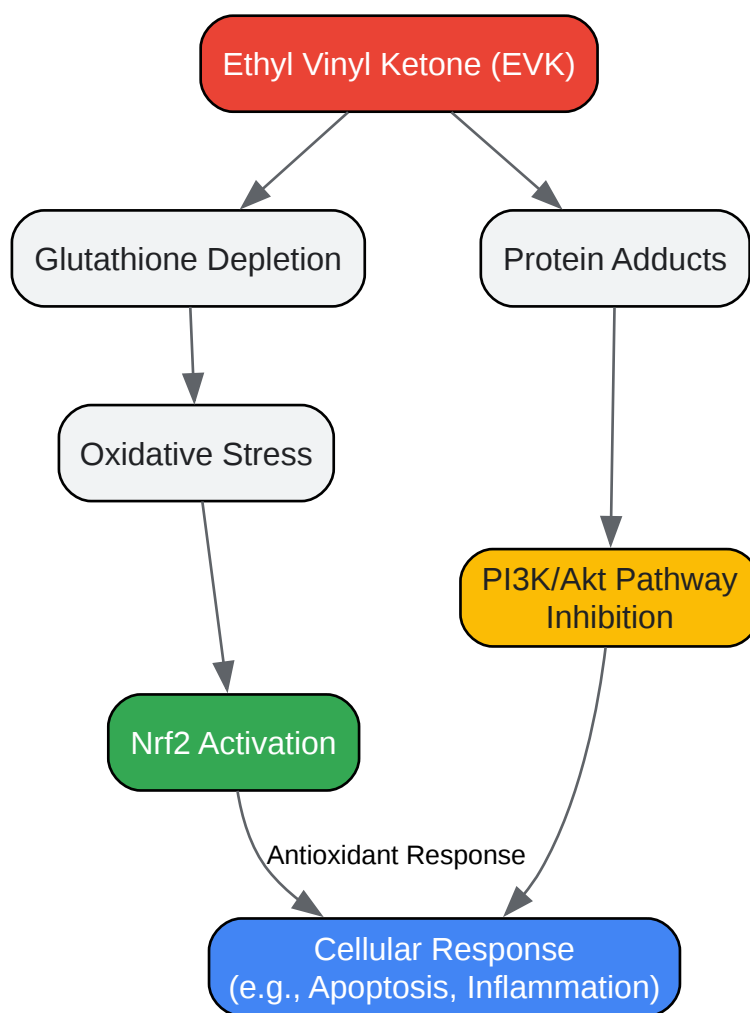 Ethyl Vinyl Ketone (EVK)
Glutathione Depletion
Protein Adducts
Oxidative Stress
PI3K/Akt Pathway
Inhibition
Nrf2 Activation
Antioxidant Response
Cellular Response
(e.g., Apoptosis, Inflammation)